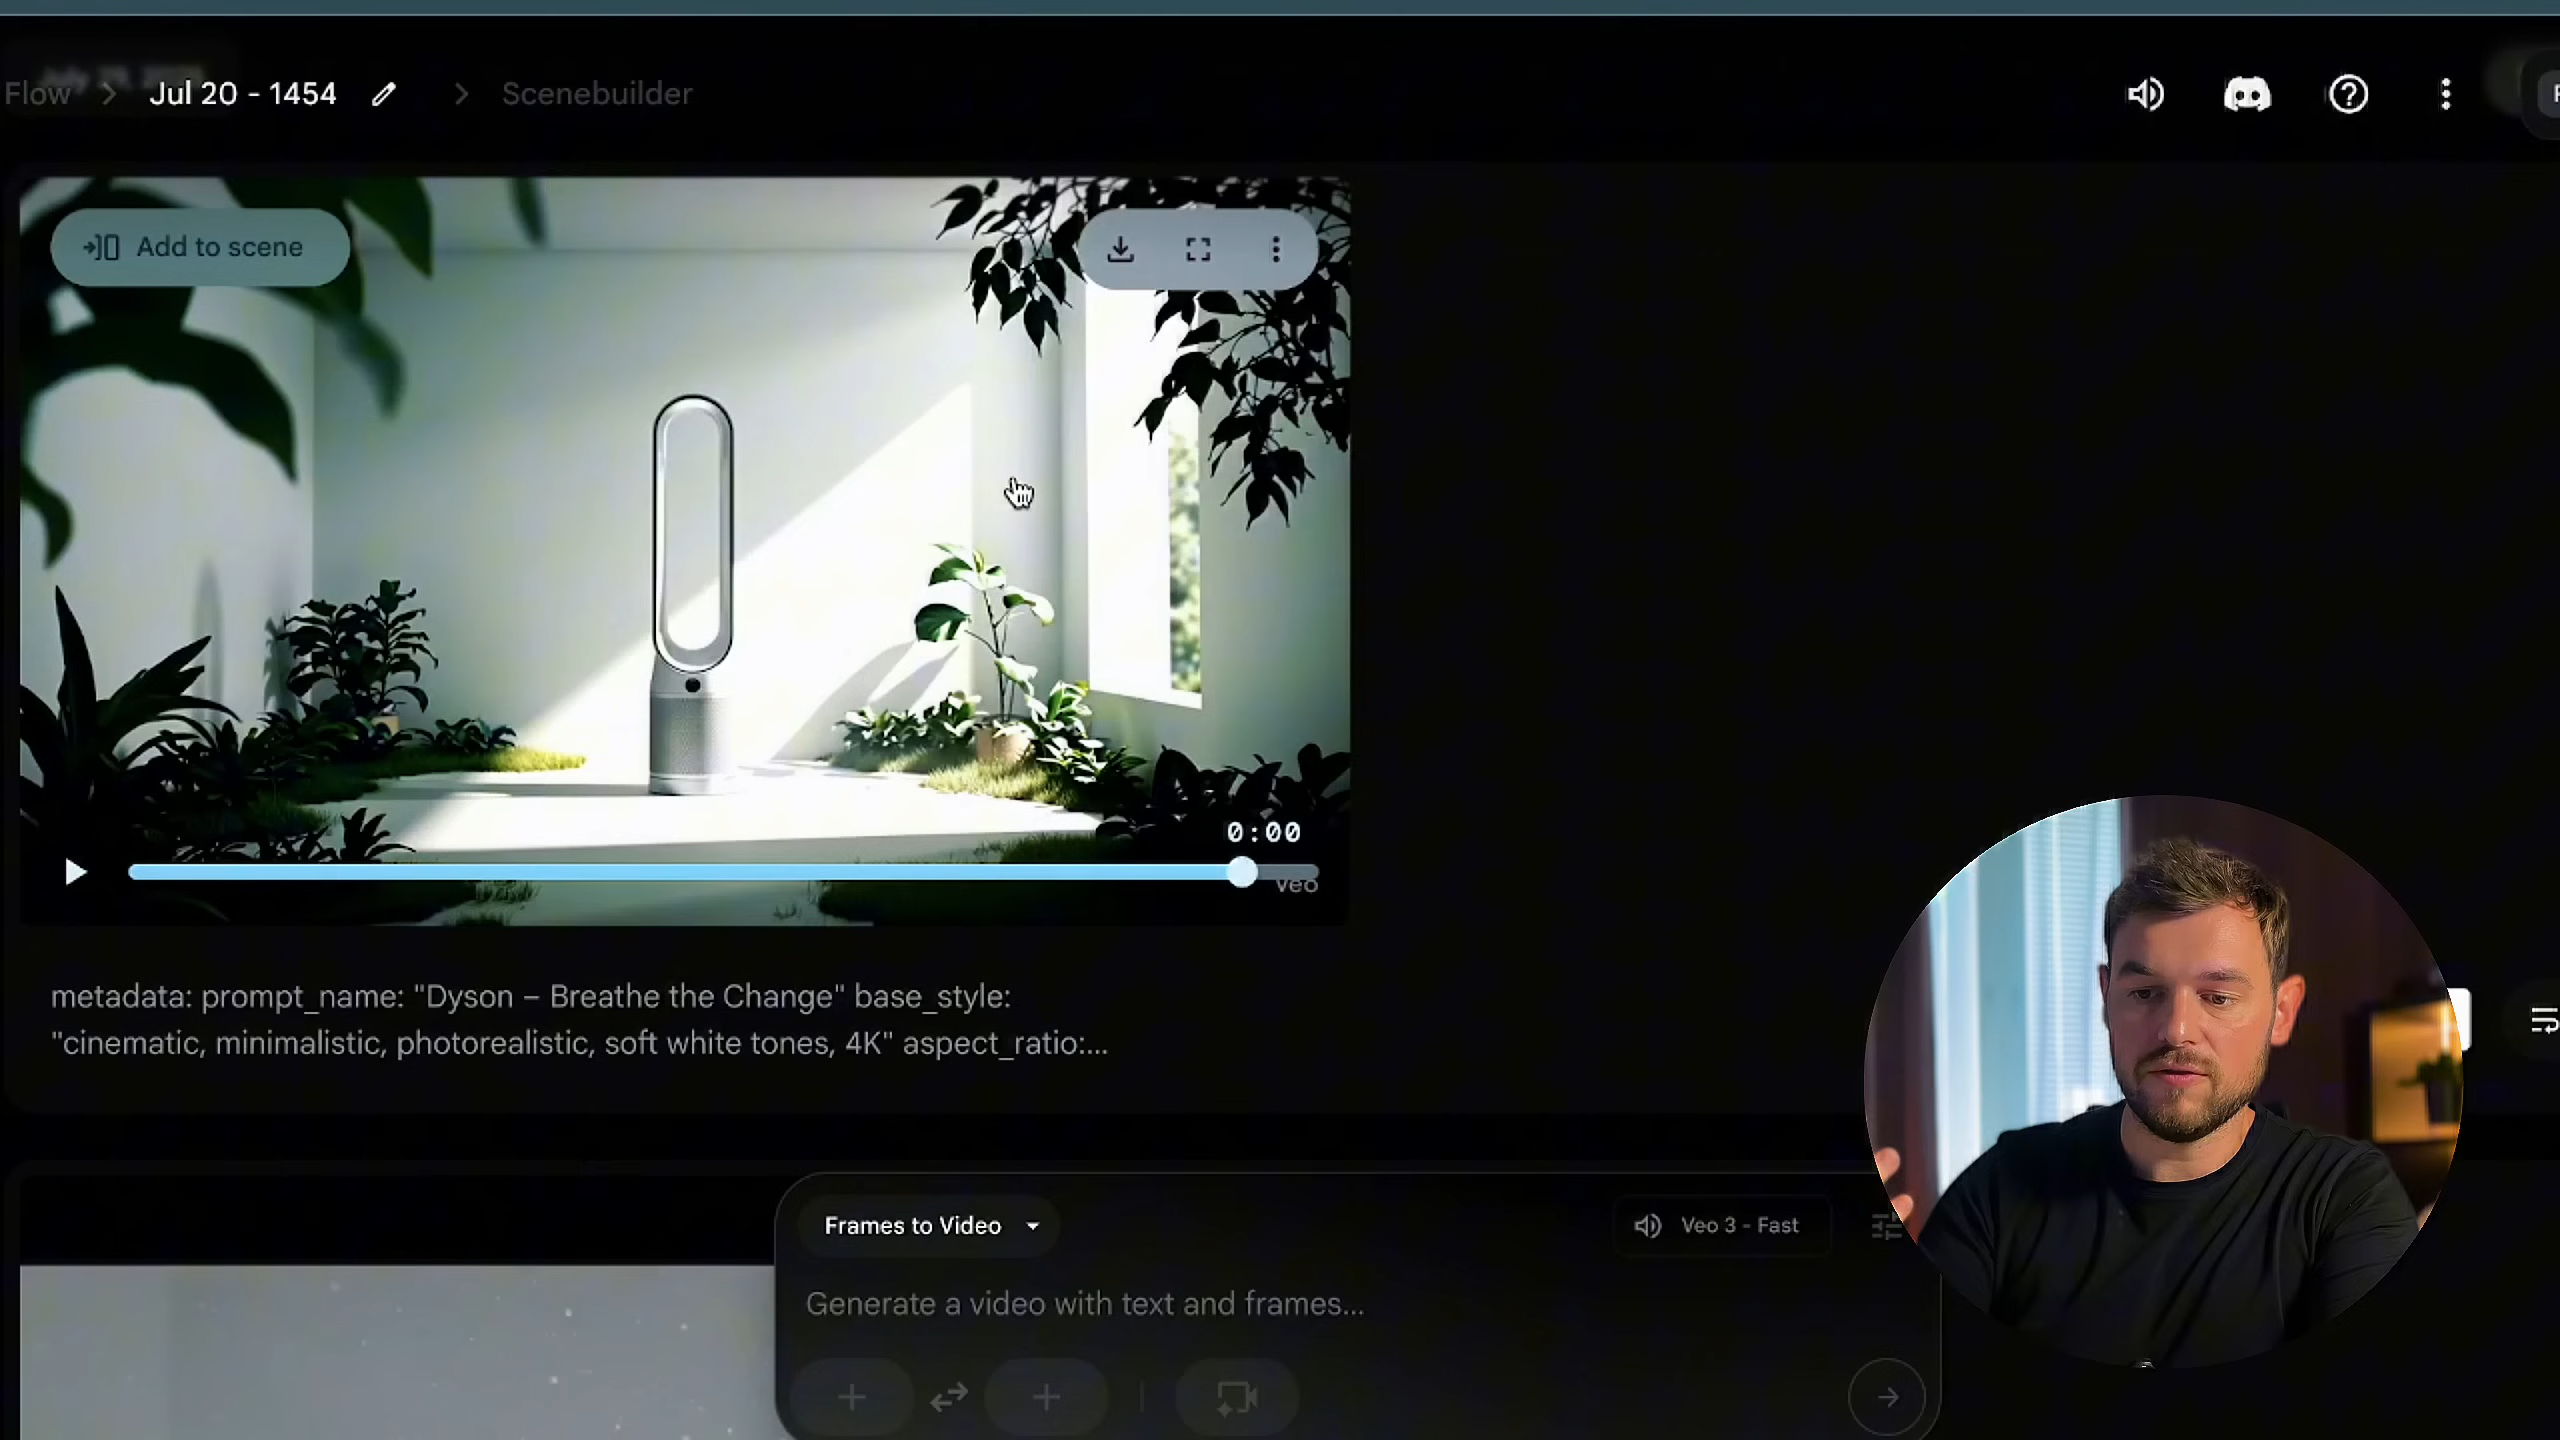 Flow > Jul 20 - 1454 > Scenebuilder
Add to scene
0:00
Veo
metadata: prompt_name: "Dyson – Breathe the Change" base_style:
"cinematic, minimalistic, photorealistic, soft white tones, 4K" aspect_ratio:...
Frames to Video
Veo 3 - Fast
Generate a video with text and frames...